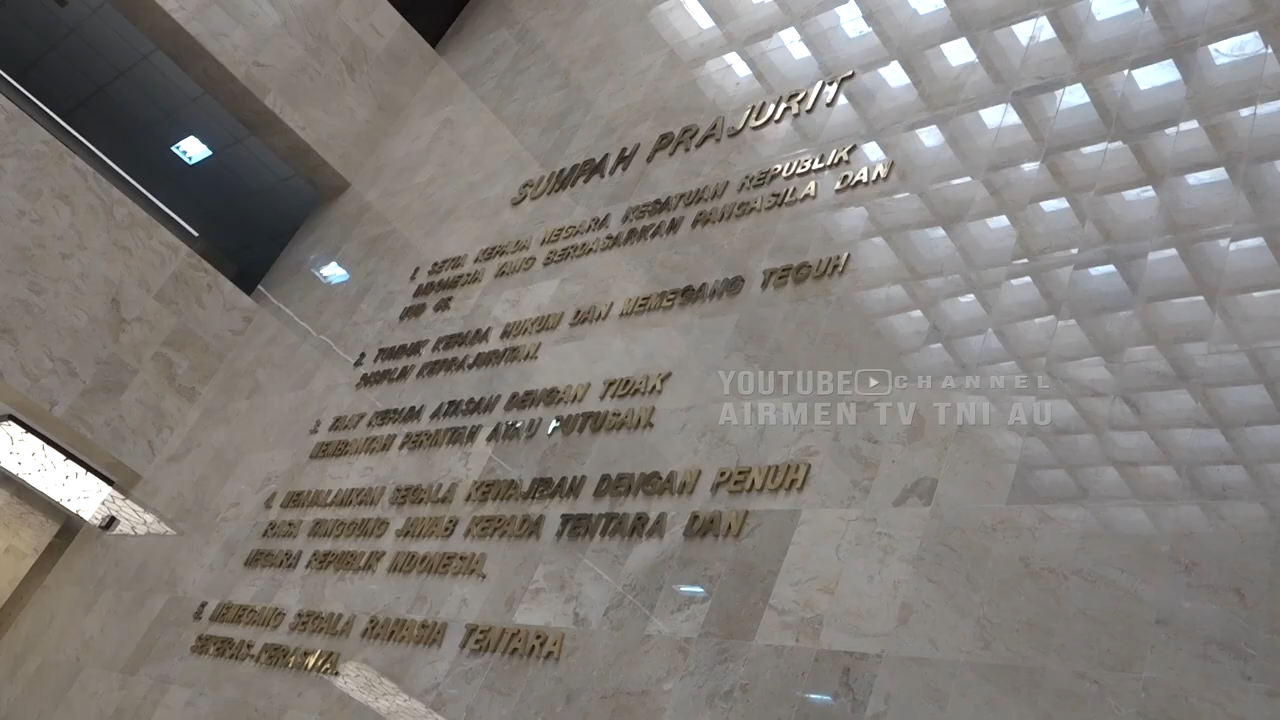 SUMPAH PRAJURIT
1. SETIA KEPADA NEGARA KESATUAN REPUBLIK
INDONESIA YANG BERDASARKAN PANCASILA DAN
UUD 45.
2. TUNDUK KEPADA HUKUM DAN MEMEGANG TEGUH
DISIPLIN KEPRAJURITAN.
3. TAAT KEPADA ATASAN DENGAN TIDAK
MEMBANTAH PERINTAH ATAU PUTUSAN.
4. MENJALANKAN SEGALA KEWAJIBAN DENGAN PENUH
RASA TANGGUNG JAWAB KEPADA TENTARA DAN
NEGARA REPUBLIK INDONESIA.
5. MEMEGANG SEGALA RAHASIA TENTARA
SEKERAS-KERASNYA.
YOUTUBE CHANNEL
AIRMEN TV TNI AU